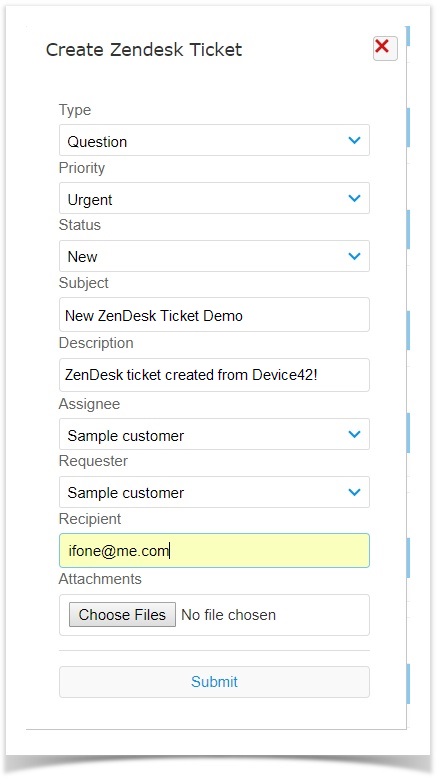 Create Zendesk Ticket
Type
Question
Priority
Urgent
Status
New
Subject
New ZenDesk Ticket Demo
Description
ZenDesk ticket created from Device42!
Assignee
Sample customer
Requester
Sample customer
Recipient
ifone@me.com
Attachments
Choose Files No file chosen
Submit